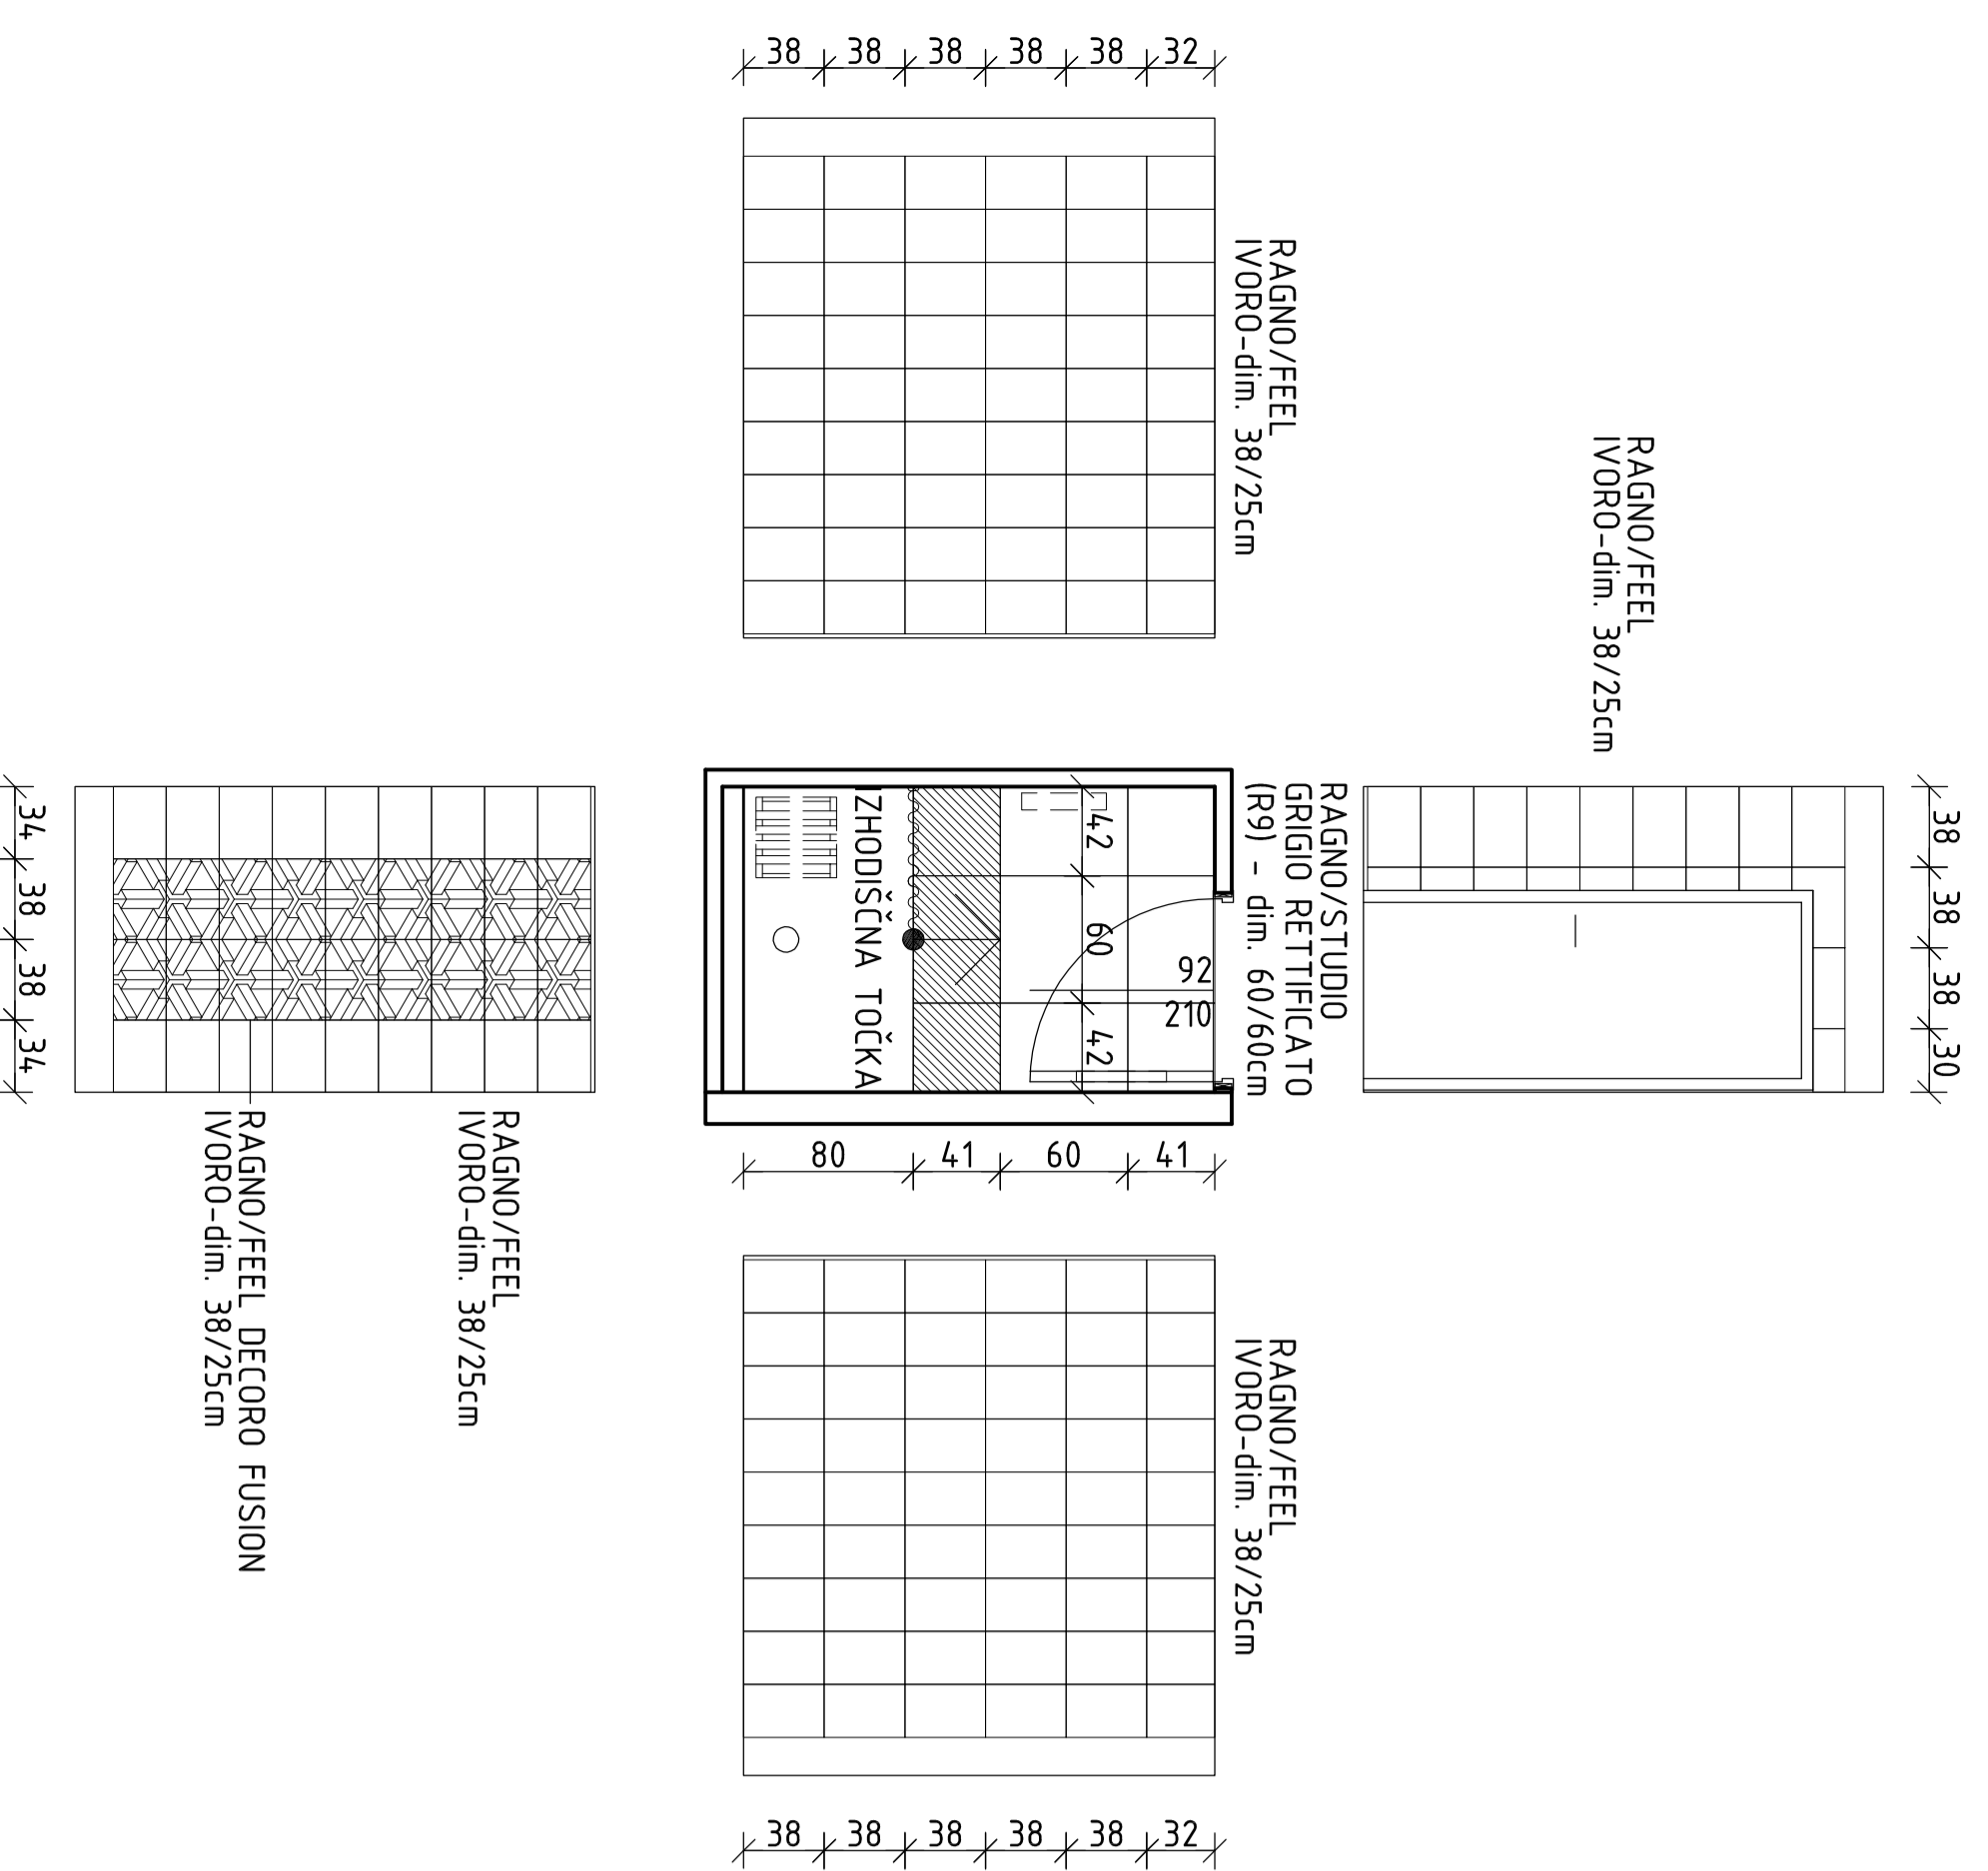 38
38
38
38
38
32
RAGNO/FEEL
IVORO-dim. 38/25cm
RAGNO/FEEL
IVORO-dim. 38/25cm
38
38
38
30
RAGNO/STUDIO
GRIGIO RETTIFICATO
(R9) - dim. 60/60cm
IZHODIŠČNA TOČKA
42
60
42
92
210
80
41
60
41
34
38
38
34
RAGNO/FEEL
IVORO-dim. 38/25cm
RAGNO/FEEL DECORO FUSION
IVORO-dim. 38/25cm
RAGNO/FEEL
IVORO-dim. 38/25cm
38
38
38
38
38
32